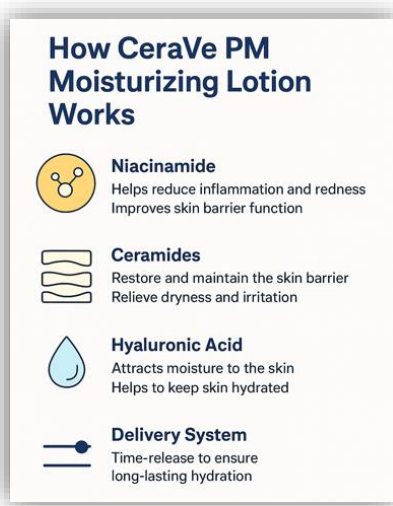 How CeraVe PM
Moisturizing Lotion
Works
Niacinamide
Helps reduce inflammation and redness
Improves skin barrier function
Ceramides
Restore and maintain the skin barrier
Relieve dryness and irritation
Hyaluronic Acid
Attracts moisture to the skin
Helps to keep skin hydrated
Delivery System
Time-release to ensure
long-lasting hydration